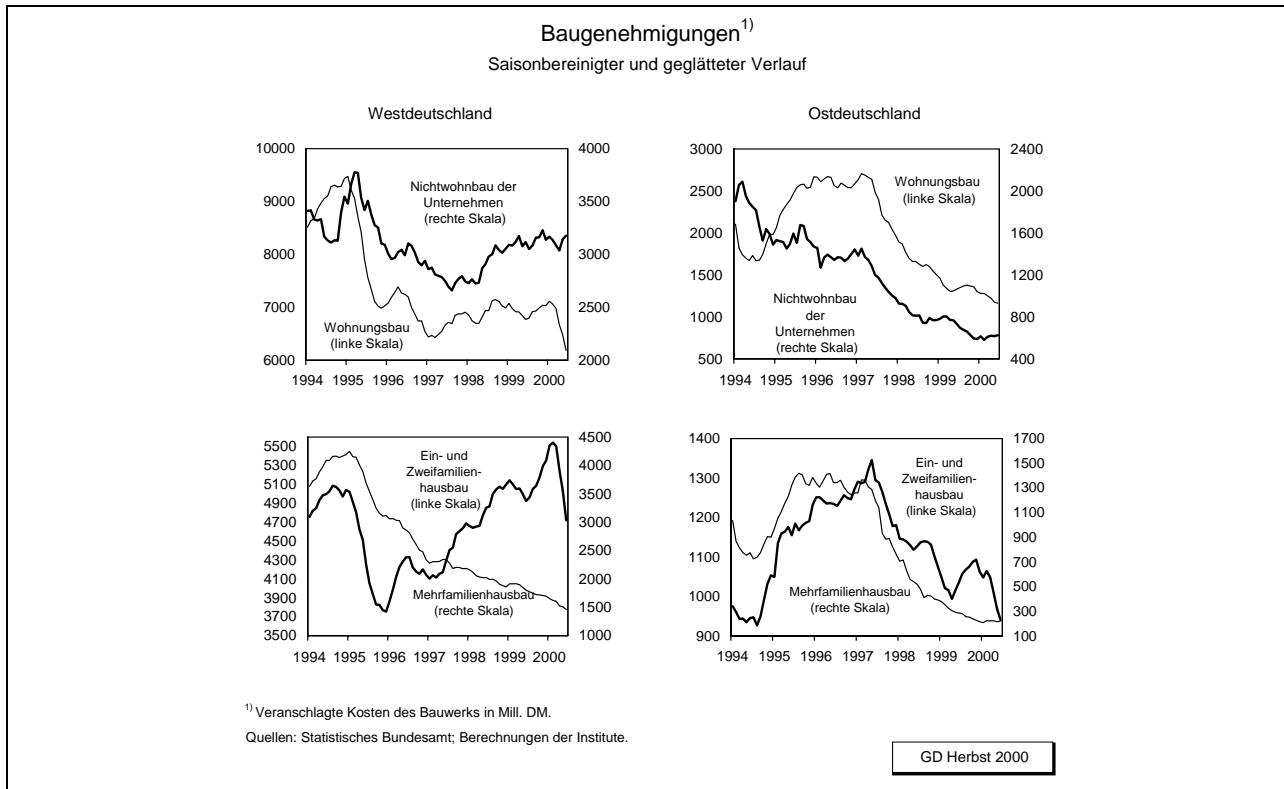 Baugenehmigungen1)
Saisonbereinigter und geglätteter Verlauf
Westdeutschland
10000
9000
8000
7000
6000
4000
3500
3000
2500
2000
Nichtwohnbau der
Unternehmen
(rechte Skala)
Wohnungsbau
(linke Skala)
1994 1995 1996 1997 1998 1999 2000
Ostdeutschland
3000
2500
2000
1500
1000
500
2400
2000
1600
1200
800
400
Wohnungsbau
(linke Skala)
Nichtwohnbau
der
Unternehmen
(rechte Skala)
1994 1995 1996 1997 1998 1999 2000
5500
5300
5100
4900
4700
4500
4300
4100
3900
3700
3500
4500
4000
3500
3000
2500
2000
1500
1000
Ein- und
Zweifamilien-
hausbau
(linke Skala)
Mehrfamilienhausbau
(rechte Skala)
1994 1995 1996 1997 1998 1999 2000
1400
1300
1200
1100
1000
900
1700
1500
1300
1100
900
700
500
300
100
Ein- und
Zweifamilien-
hausbau
(linke Skala)
Mehrfamilienhausbau
(rechte Skala)
1994 1995 1996 1997 1998 1999 2000
1) Veranschlagte Kosten des Bauwerks in Mill. DM.
Quellen: Statistisches Bundesamt; Berechnungen der Institute.
GD Herbst 2000